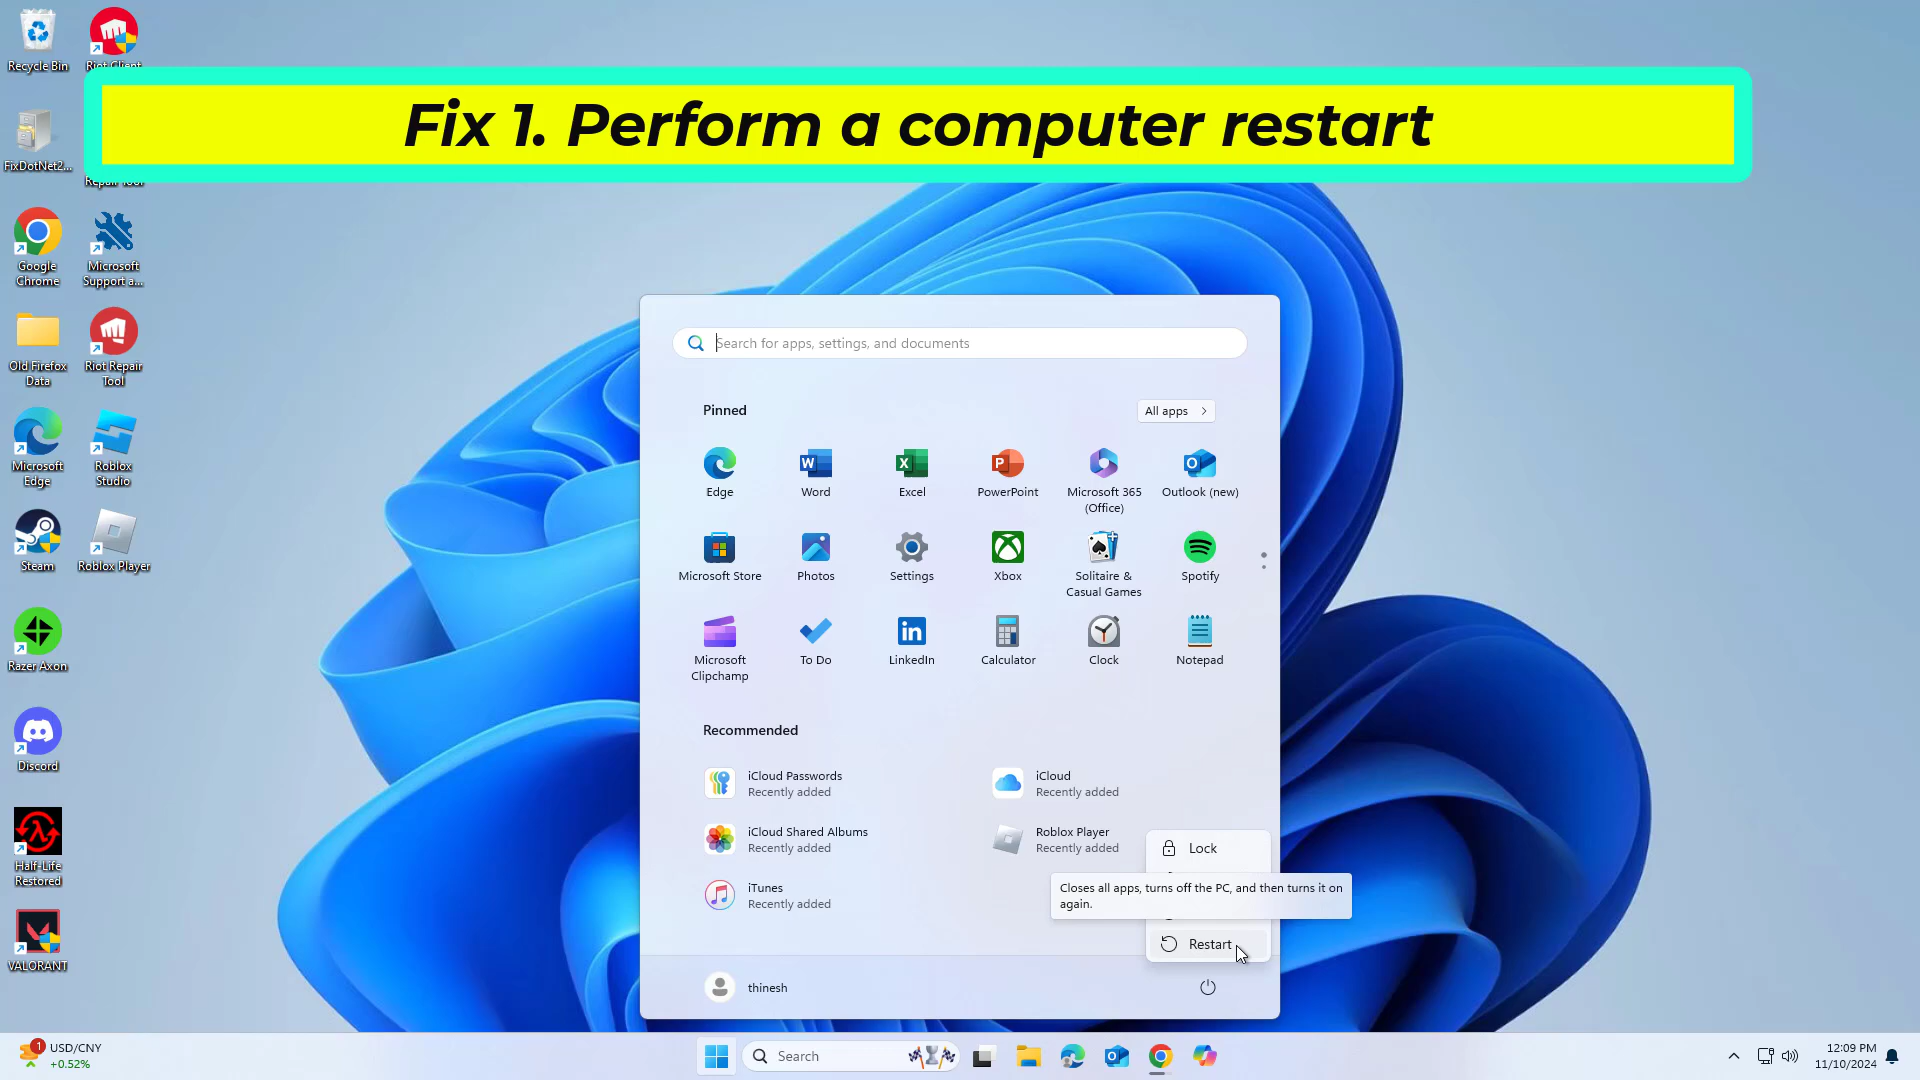 Recycle Bin
Riot Client
Fix 1. Perform a computer restart
FixDotNet2...
Repair Tool
Google
Chrome
Microsoft
Support a...
Old Firefox
Data
Riot Repair
Tool
Microsoft
Edge
Roblox
Studio
Steam
Roblox Player
Razer Axon
Discord
Half-Life
Restored
VALORANT
Search for apps, settings, and documents
Pinned
All apps
Edge
Word
Excel
PowerPoint
Microsoft 365
(Office)
Outlook (new)
Microsoft Store
Photos
Settings
Xbox
Solitaire &
Casual Games
Spotify
Microsoft
Clipchamp
To Do
LinkedIn
Calculator
Clock
Notepad
Recommended
iCloud Passwords
Recently added
iCloud
Recently added
iCloud Shared Albums
Recently added
Roblox Player
Recently added
iTunes
Recently added
Lock
Closes all apps, turns off the PC, and then turns it on
again.
Restart
thinesh
1
USD/CNY
+0.52%
Search
12:09 PM
11/10/2024